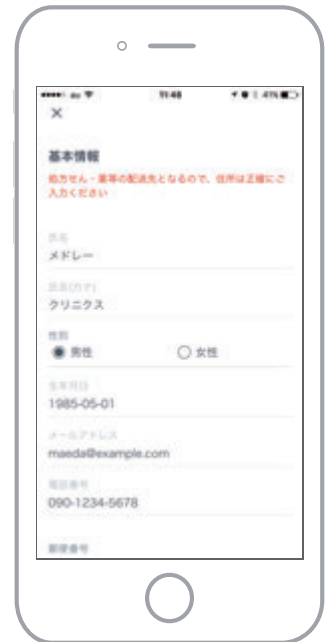 au 11:48 41%
×
基本情報
処方せん・薬等の配送先となるので、住所は正確にご
入力ください
氏名
メドレー
氏名(カナ)
クリニクス
性別
男性 女性
生年月日
1985-05-01
メールアドレス
maeda@example.com
電話番号
090-1234-5678
郵便番号